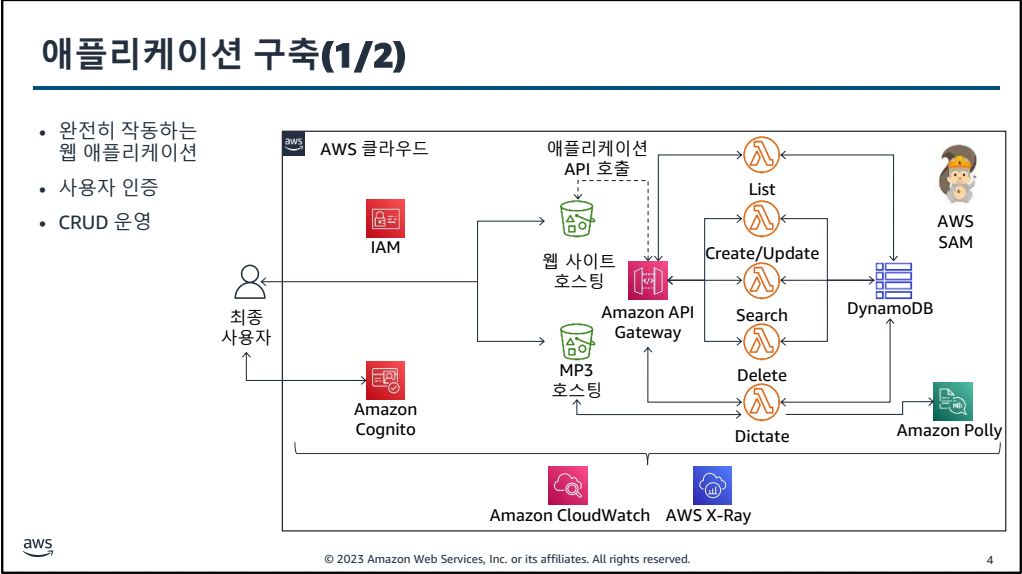 애플리케이션 구축(1/2)
• 완전히 작동하는
웹 애플리케이션
• 사용자 인증
• CRUD 운영
aws
AWS 클라우드
애플리케이션
API 호출
List
AWS
SAM
IAM
Create/Update
웹 사이트
호스팅
Amazon API
Gateway
Search
DynamoDB
최종
사용자
MP3
호스팅
Delete
Amazon
Cognito
Dictate
Amazon Polly
Amazon CloudWatch
AWS X-Ray
aws
© 2023 Amazon Web Services, Inc. or its affiliates. All rights reserved.
4